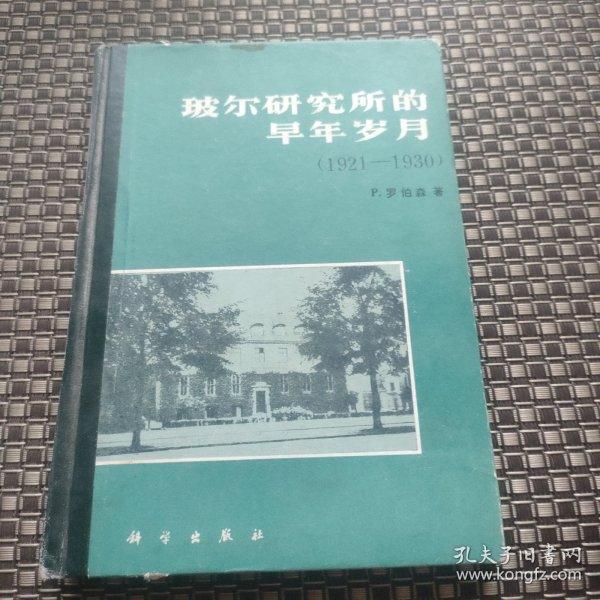 玻尔研究所的
早年岁月
(1921—1930)
P. 罗伯森 著
科学出版社
孔夫子旧书网
www.kongfz.com